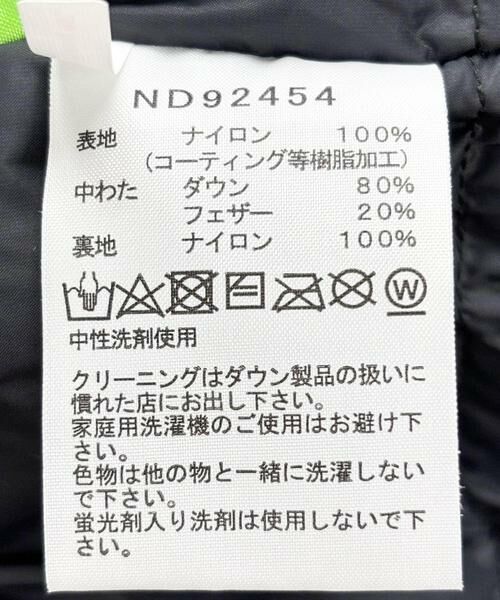 ND92454
表地 ナイロン 100%
(コーティング等樹脂加工)
中わた ダウン 80%
フェザー 20%
裏地 ナイロン 100%
W
中性洗剤使用
クリーニングはダウン製品の扱いに
慣れた店にお出し下さい。
家庭用洗濯機のご使用はお避け下
さい。
色物は他の物と一緒に洗濯しない
で下さい。
蛍光剤入り洗剤は使用しないで下
さい。